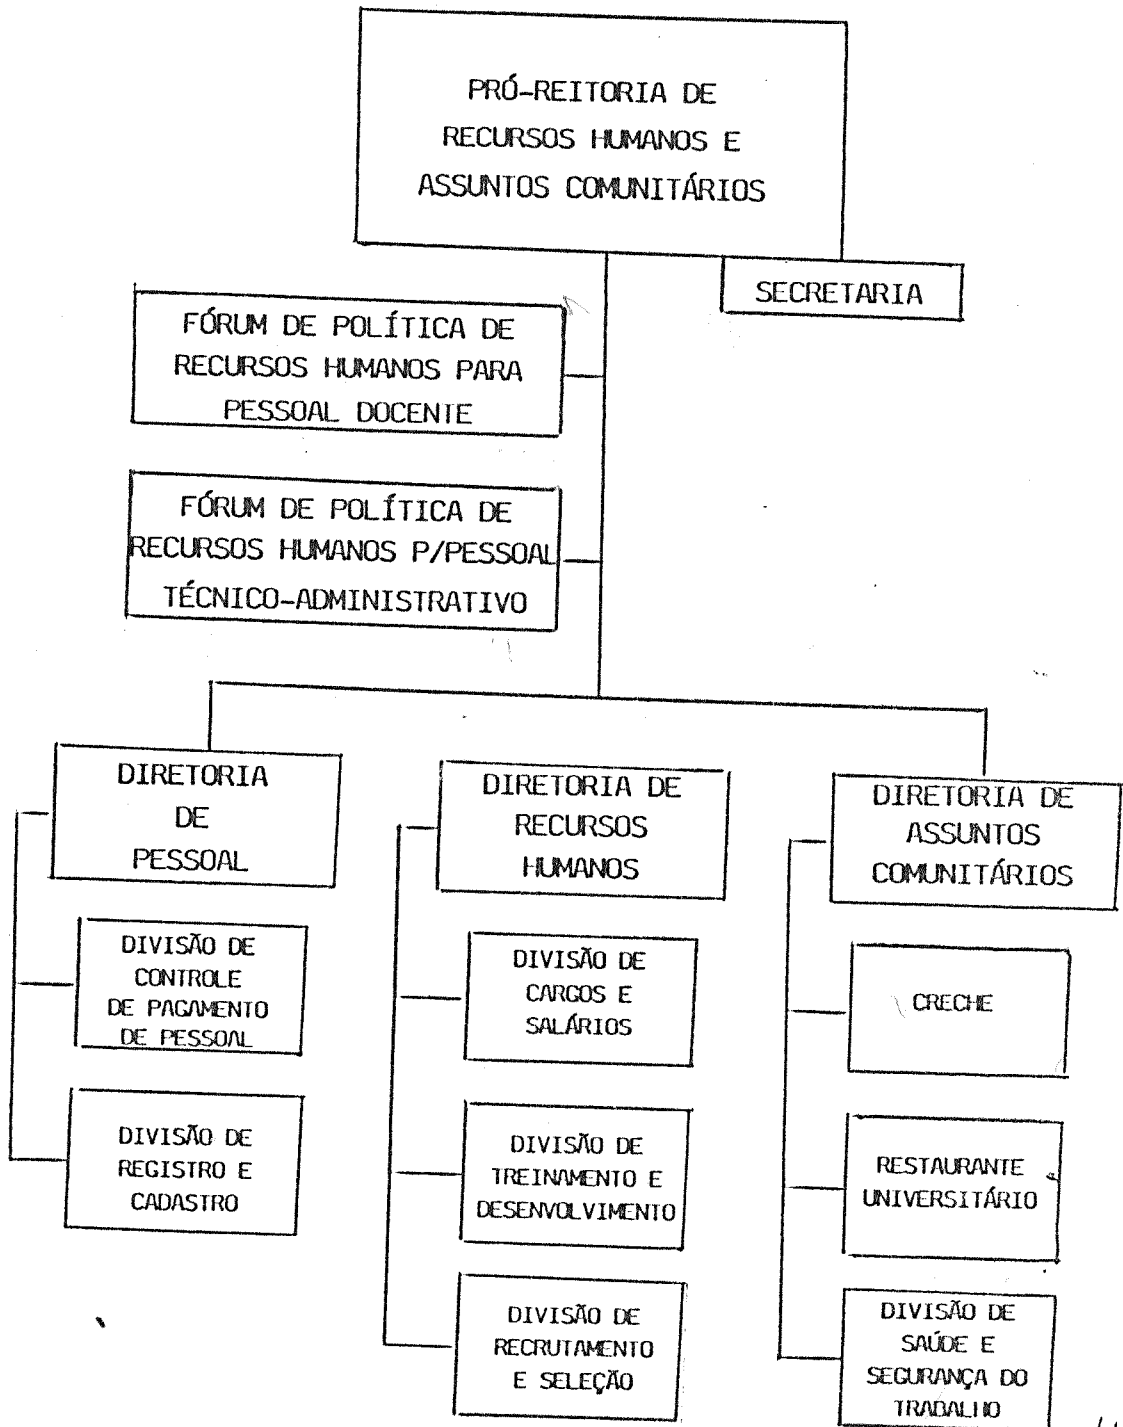 PRÓ-REITORIA DE
RECURSOS HUMANOS E
ASSUNTOS COMUNITÁRIOS
SECRETARIA
FÓRUM DE POLÍTICA DE
RECURSOS HUMANOS PARA
PESSOAL DOCENTE
FÓRUM DE POLÍTICA DE
RECURSOS HUMANOS P/PESSOAL
TÉCNICO-ADMINISTRATIVO
DIRETORIA
DE
PESSOAL
DIVISÃO DE
CONTROLE
DE PAGAMENTO
DE PESSOAL
DIVISÃO DE
REGISTRO E
CADASTRO
DIRETORIA DE
RECURSOS
HUMANOS
DIVISÃO DE
CARGOS E
SALÁRIOS
DIVISÃO DE
TREINAMENTO E
DESENVOLVIMENTO
DIVISÃO DE
RECRUTAMENTO
E SELEÇÃO
DIRETORIA DE
ASSUNTOS
COMUNITÁRIOS
CRECHE
RESTAURANTE
UNIVERSITÁRIO
DIVISÃO DE
SAÚDE E
SEGURANÇA DO
TRABALHO